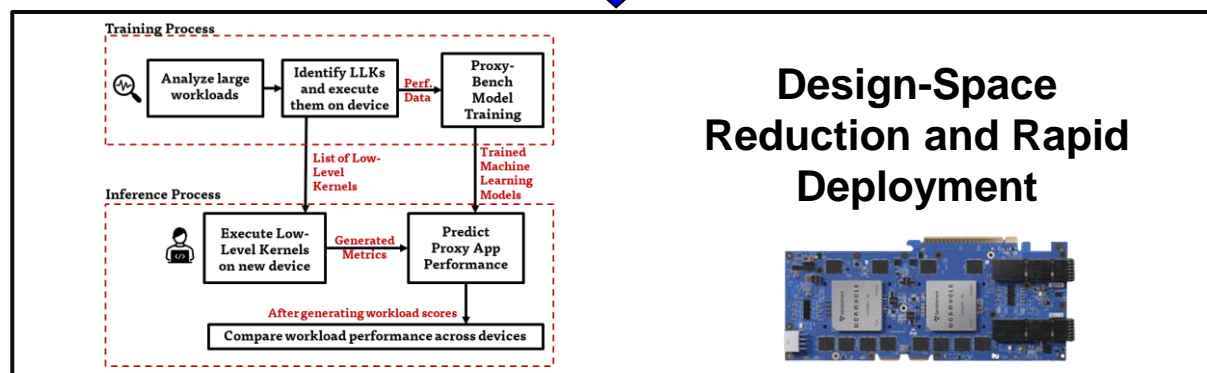 Training Process
Analyze large
workloads
Identify LLKs
and execute
them on device
Perf.
Data
Proxy-
Bench
Model
Training
List of Low-
Level
Kernels
Trained
Machine
Learning
Models
Inference Process
Execute Low-
Level Kernels
on new device
Generated
Metrics
Predict
Proxy App
Performance
After generating workload scores
Compare workload performance across devices
Design-Space
Reduction and Rapid
Deployment